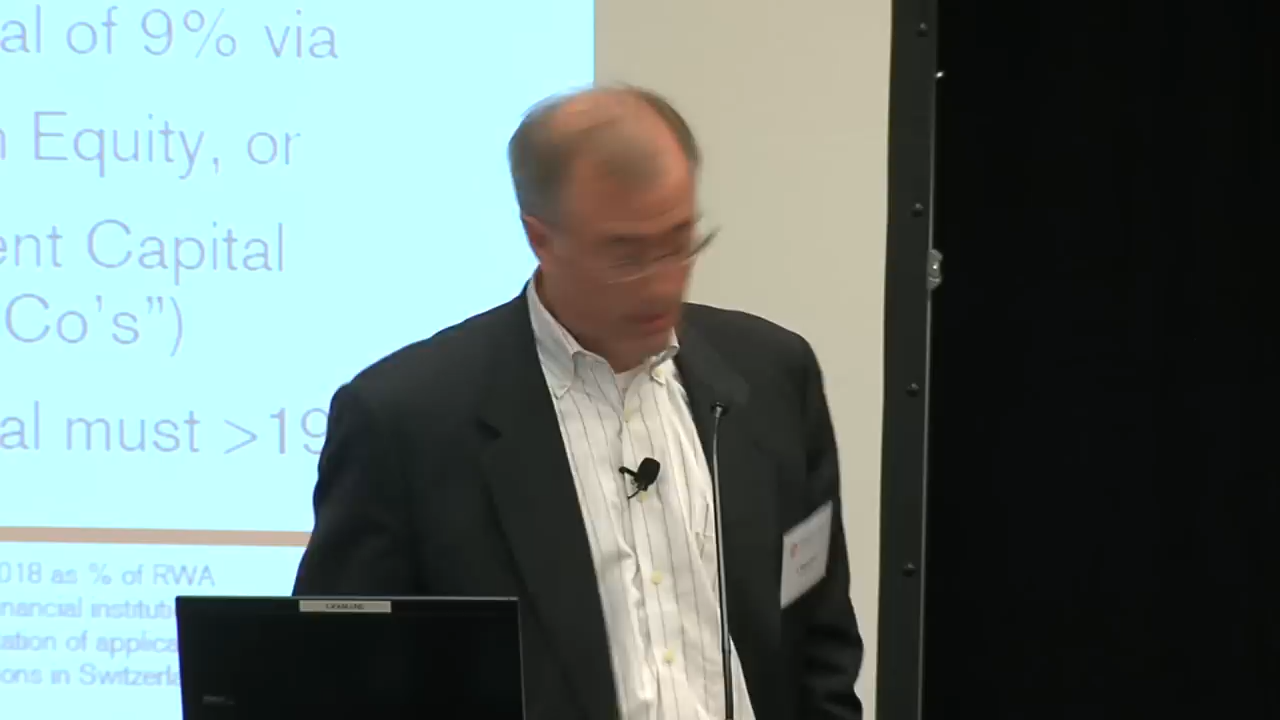 al of 9% via
n Equity, or
ent Capital
Co's")
al must >19
018 as % of RWA
nancial institut
ation of applica
ons in Switzerla